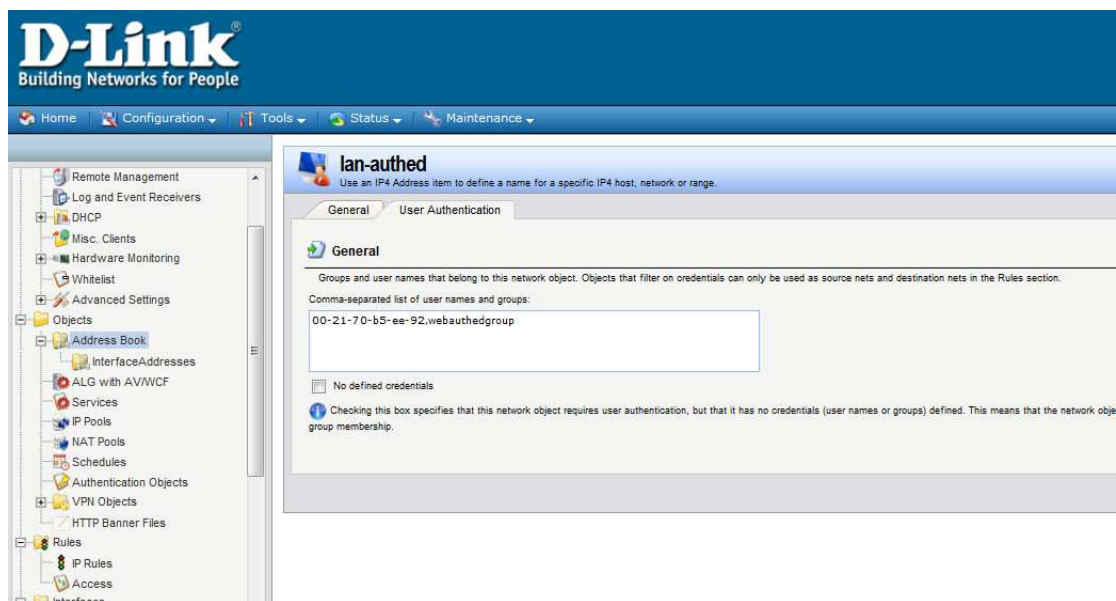 D-Link®
Building Networks for People
Home Configuration Tools Status Maintenance
Remote Management
Log and Event Receivers
DHCP
Misc. Clients
Hardware Monitoring
Whitelist
Advanced Settings
Objects
Address Book
InterfaceAddresses
ALG with AV/WCF
Services
IP Pools
NAT Pools
Schedules
Authentication Objects
VPN Objects
HTTP Banner Files
Rules
IP Rules
Access
Interfaces
lan-authed
Use an IP4 Address item to define a name for a specific IP4 host, network or range.
General User Authentication
General
Groups and user names that belong to this network object. Objects that filter on credentials can only be used as source nets and destination nets in the Rules section.
Comma-separated list of user names and groups:
00-21-70-b5-ee-92,webauthedgroup
No defined credentials
Checking this box specifies that this network object requires user authentication, but that it has no credentials (user names or groups) defined. This means that the network obje
group membership.